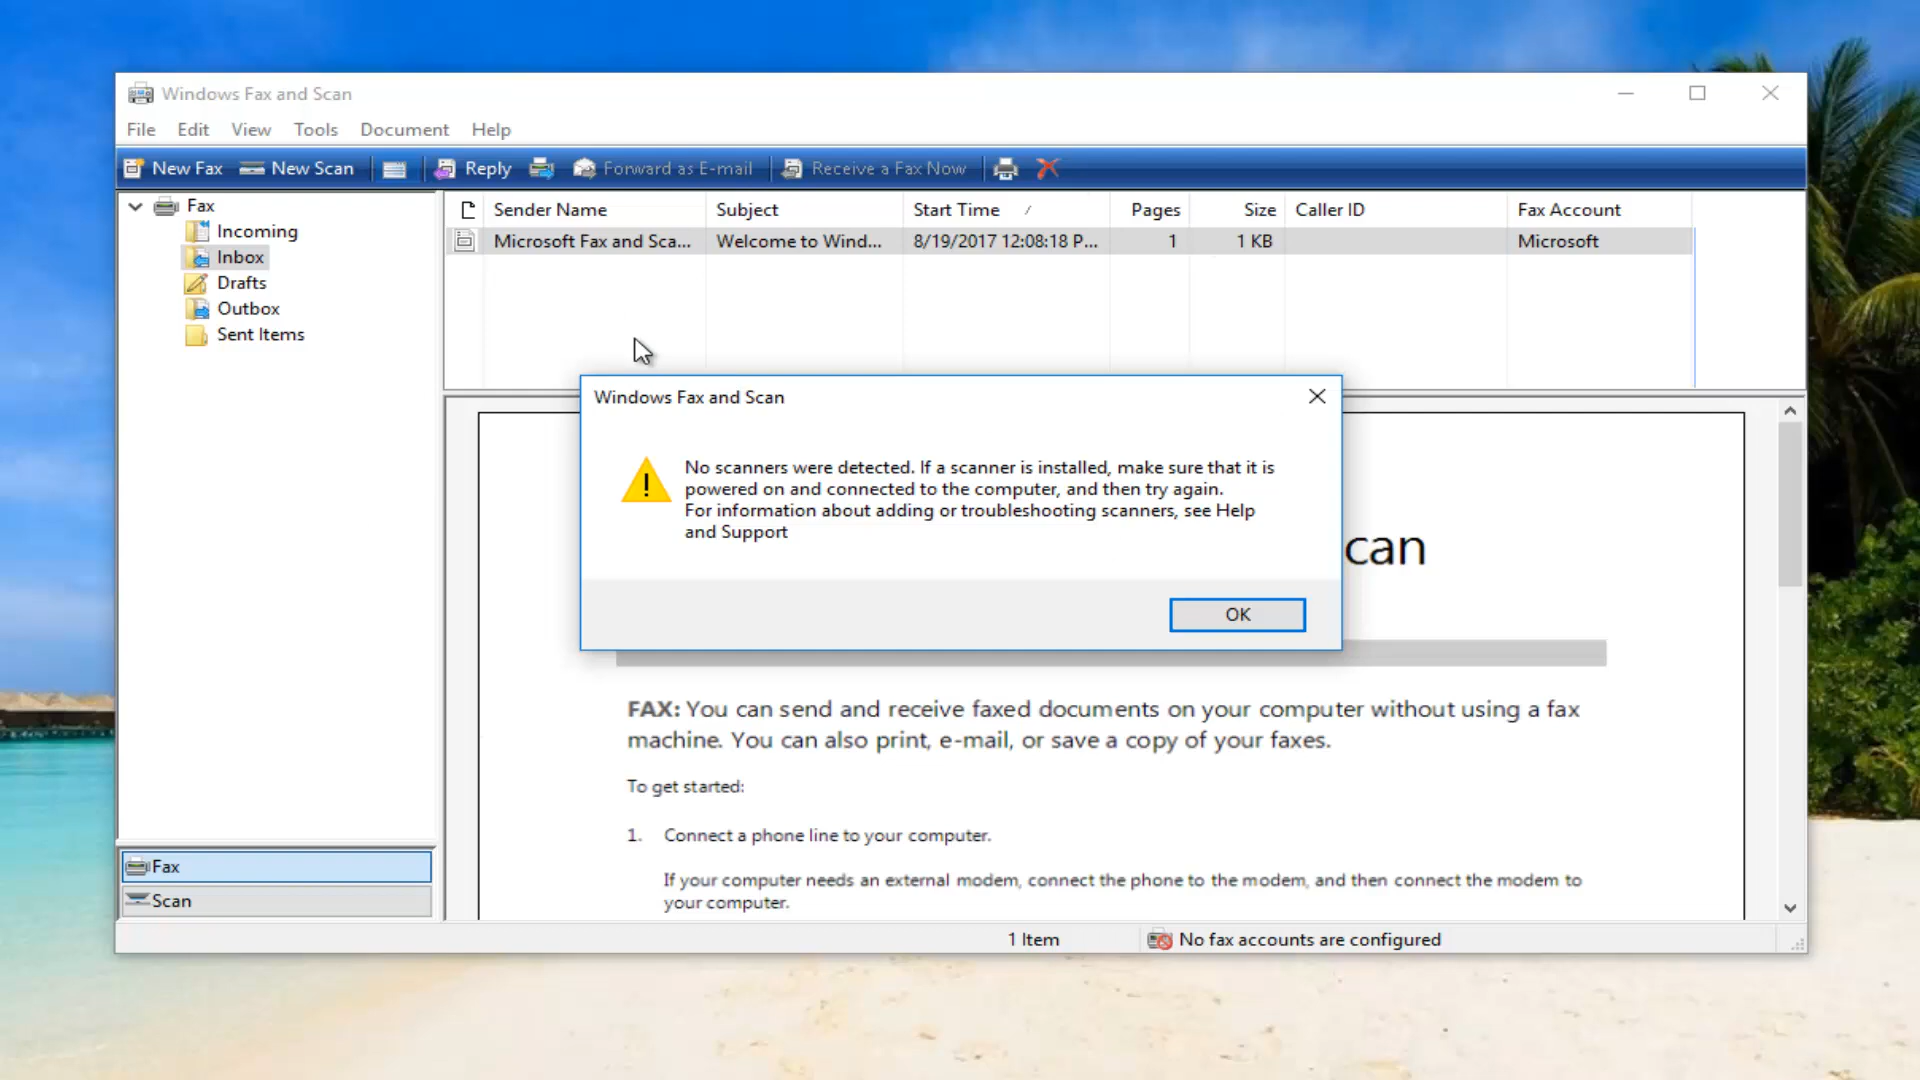 Windows Fax and Scan
File Edit View Tools Document Help
New Fax New Scan Reply Forward as E-mail Receive a Fax Now
Fax
Incoming
Inbox
Drafts
Outbox
Sent Items
Sender Name Subject Start Time Pages Size Caller ID Fax Account
Microsoft Fax and Sca... Welcome to Wind... 8/19/2017 12:08:18 P... 1 1 KB Microsoft
Windows Fax and Scan
No scanners were detected. If a scanner is installed, make sure that it is
powered on and connected to the computer, and then try again.
For information about adding or troubleshooting scanners, see Help
and Support
OK
can
FAX: You can send and receive faxed documents on your computer without using a fax
machine. You can also print, e-mail, or save a copy of your faxes.
To get started:
1. Connect a phone line to your computer.
If your computer needs an external modem, connect the phone to the modem, and then connect the modem to
your computer.
Fax
Scan
1 Item No fax accounts are configured